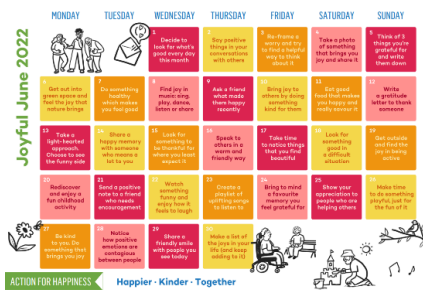 Joyful June 2022
MONDAY TUESDAY WEDNESDAY THURSDAY FRIDAY SATURDAY SUNDAY
1
Decide to
look for what's
good every day
this month
2
Say positive
things in your
conversations
with others
3
Re-frame a
worry and try
to find a helpful
way to think
about it
4
Take a photo
of something
that brings you
joy and share it
5
Think of 3
things you're
grateful for
and write
them down
6
Get out into
green space and
feel the joy that
nature brings
7
Do something
healthy
which makes
you feel good
8
Find joy in
music: sing,
play, dance,
listen or share
9
Ask a friend
what made
them happy
recently
10
Bring joy to
others by doing
something
kind for them
11
Eat good
food that makes
you happy and
really savour it
12
Write
a gratitude
letter to thank
someone
13
Take a
light-hearted
approach.
Choose to see
the funny side
14
Share a
happy memory
with someone
who means a
lot to you
15
Look for
something to
be thankful for
where you least
expect it
16
Speak to
others in a
warm and
friendly way
17
Take time
to notice things
that you find
beautiful
18
Look for
something
good in a
difficult
situation
19
Get outside
and find the
joy in being
active
20
Rediscover
and enjoy a
fun childhood
activity
21
Send a positive
note to a friend
who needs
encouragement
22
Watch
something
funny and
enjoy how it
feels to laugh
23
Create a
playlist of
uplifting songs
to listen to
24
Bring to mind
a favourite
memory you
feel grateful for
25
Show your
appreciation to
people who are
helping others
26
Make time
to do something
playful, just for
the fun of it
27
Be kind
to you. Do
something that
brings you joy
28
Notice
how positive
emotions are
contagious
between people
29
Share a
friendly smile
with people you
see today
30
Make a list of
the joys in your
life (and keep
adding to it)
ACTION FOR HAPPINESS
Happier · Kinder · Together